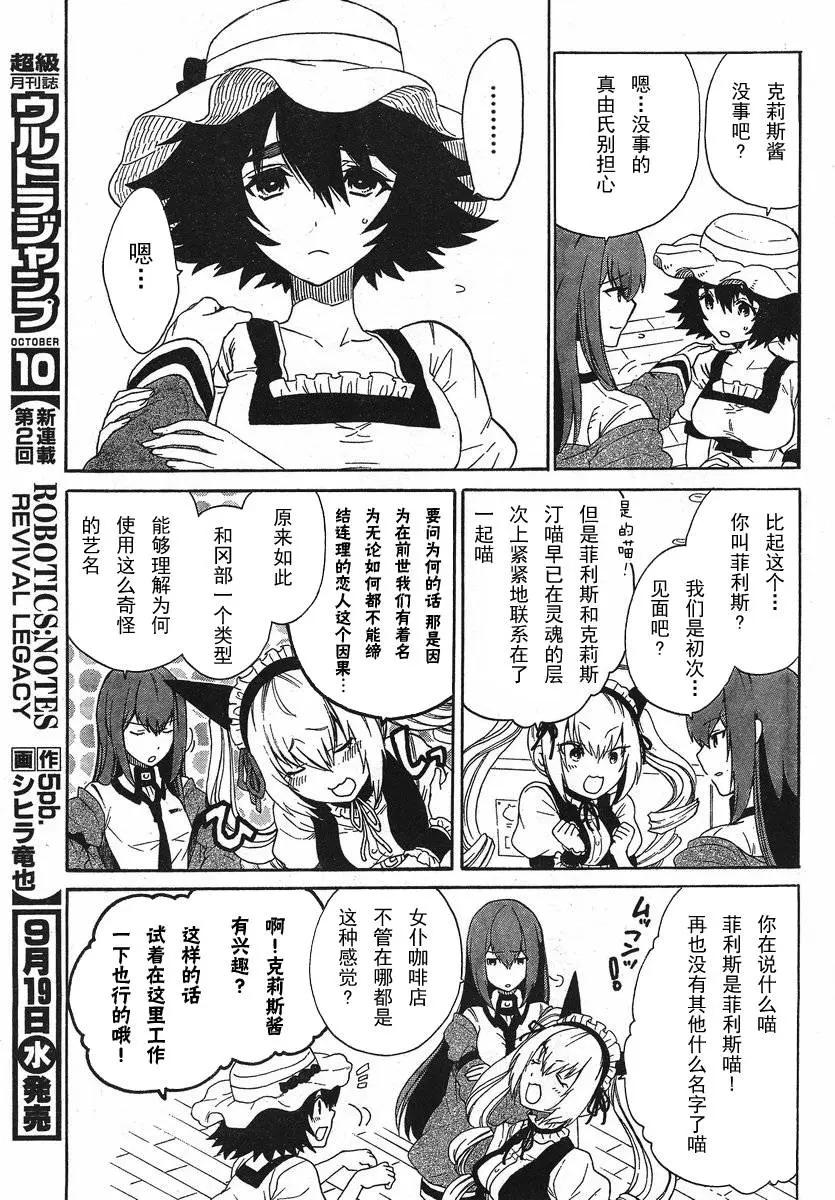 克莉斯酱
没事吧？
嗯…没事的
真由氏别担心
………
嗯…
比起这个…
你叫菲利斯？
我们是初次
见面吧？
是的喵！
但是菲利斯和克莉斯
汀喵早已在灵魂的层
次上紧紧地联系在了
一起喵
要问为何的话 那是因
为在前世我们有着名
为无论如何都不能缔
结连理的恋人这个因果…
原来如此
和冈部一个类型
能够理解为何
使用这么奇怪
的艺名
你在说什么喵
菲利斯是菲利斯喵！
再也没有其他什么名字了喵
ムフンッ!!
女仆咖啡店
不管在哪都是
这种感觉？
啊！克莉斯酱
有兴趣？
这样的话
试着在这里工作
一下也行的哦！
超級
月刊誌
ウルトラジャンプ
OCTOBER
10
新連載
第2回
ROBOTICS;NOTES
REVIVAL LEGACY
作 5pb.
画 シヒラ竜也
9月19日水発売